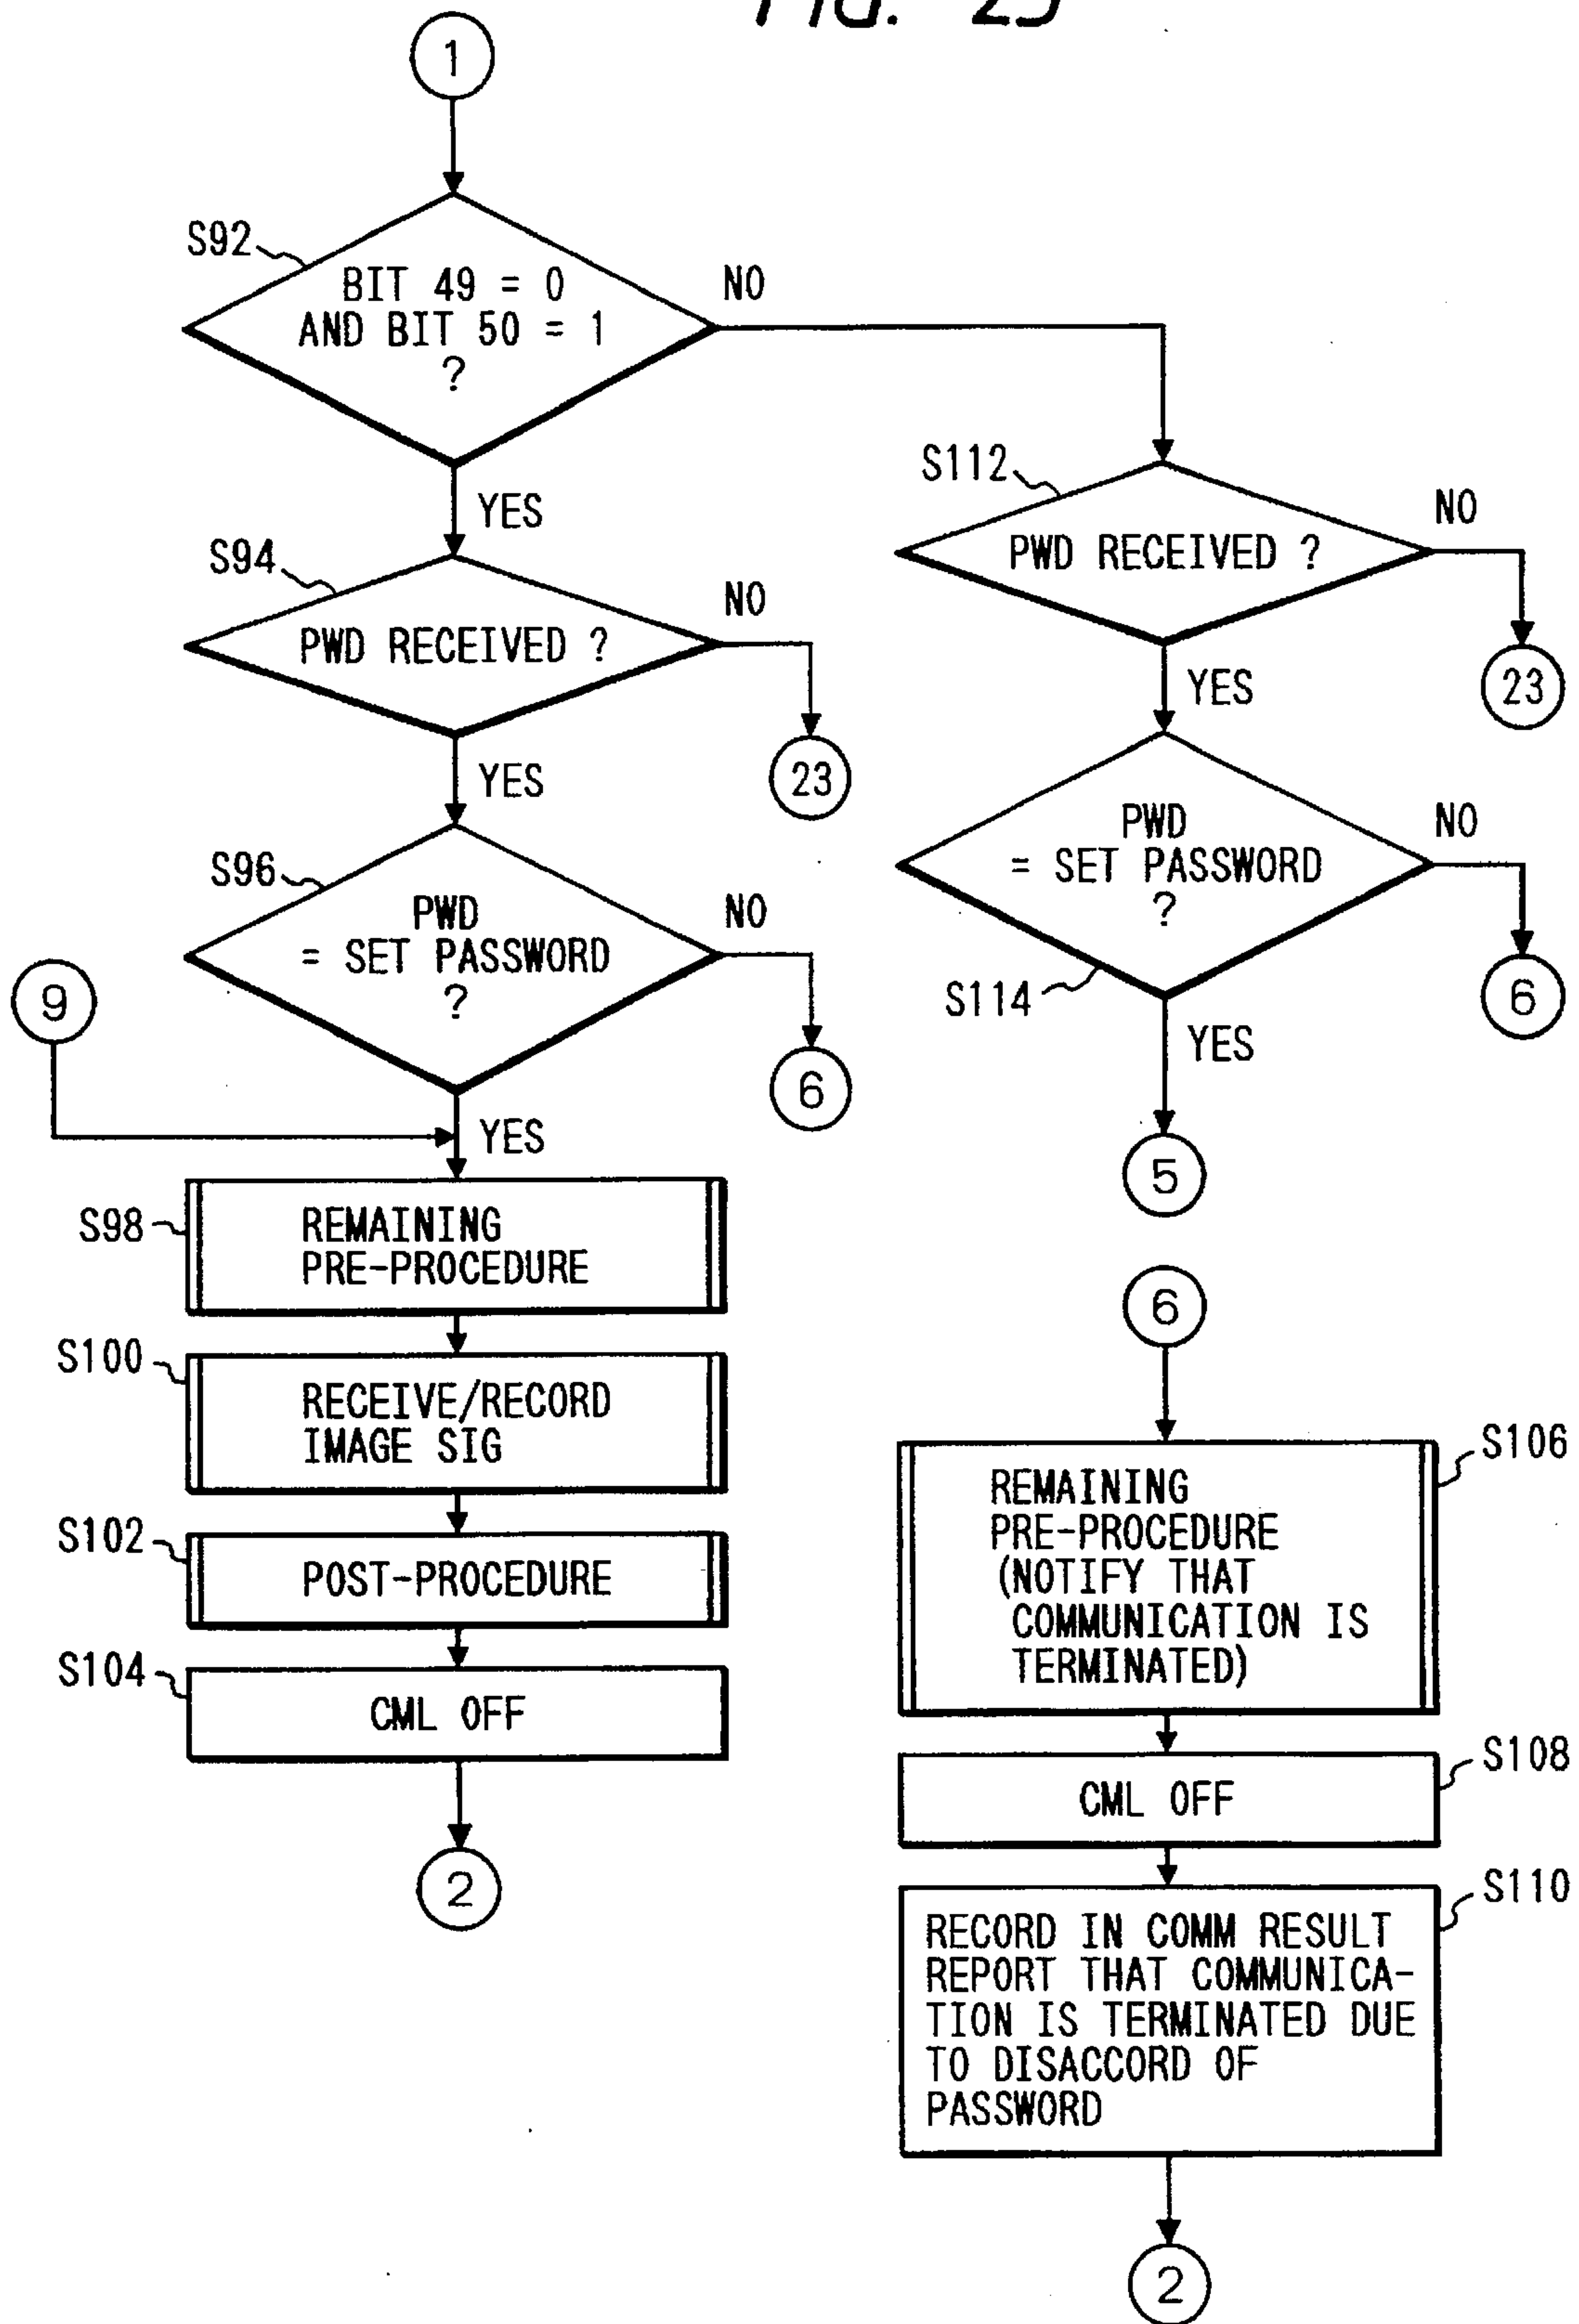 FIG. 25
1
S92
BIT 49 = 0
AND BIT 50 = 1
?
NO
YES
S94
PWD RECEIVED ?
NO
23
YES
S96
PWD
= SET PASSWORD
?
NO
6
9
YES
S98
REMAINING
PRE-PROCEDURE
S100
RECEIVE/RECORD
IMAGE SIG
S102
POST-PROCEDURE
S104
CML OFF
2
S112
PWD RECEIVED ?
NO
23
YES
PWD
= SET PASSWORD
?
NO
6
S114
YES
5
6
S106
REMAINING
PRE-PROCEDURE
(NOTIFY THAT
COMMUNICATION IS
TERMINATED)
S108
CML OFF
S110
RECORD IN COMM RESULT
REPORT THAT COMMUNICA-
TION IS TERMINATED DUE
TO DISACCORD OF
PASSWORD
2